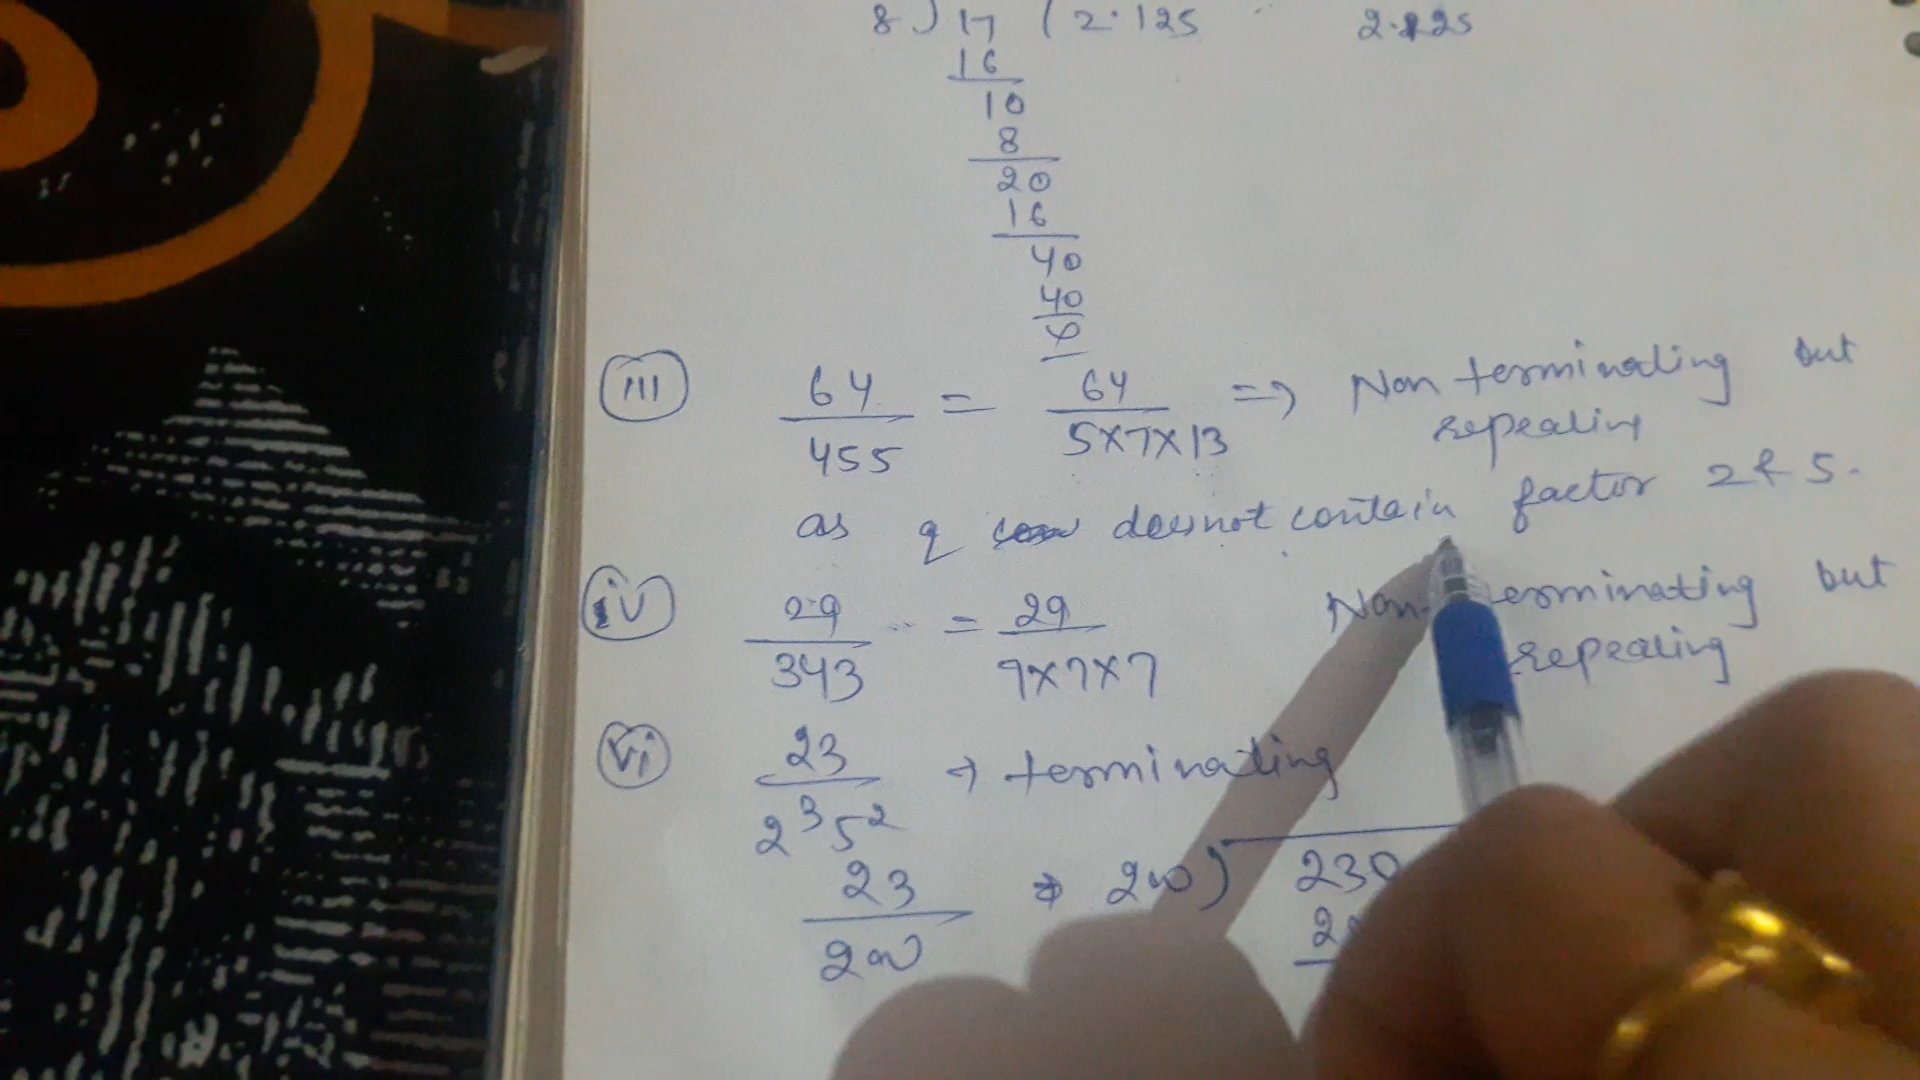 8 ) 17 ( 2.125    2.125
16
10
8
20
16
40
40
(iii) 64/455 = 64/5×7×13 => Non terminating but
repeating
as q does not contain factor 2 & 5.
(iv) 29/343 = 29/7×7×7 Non-terminating but
repeating
(vi) 23/2³5² → terminating
23/200 200 ) 230